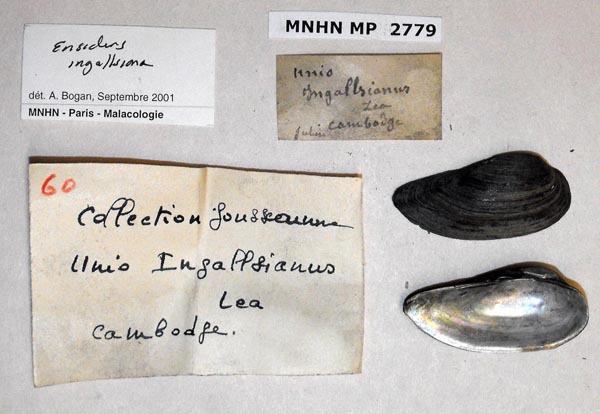 Ensidens
ingallsiana
dét. A. Bogan, Septembre 2001
MNHN - Paris - Malacologie
MNHN MP 2779
Unio
Ingallsianus
Lea
Cambodge
Julien
60
Collection Jousseaume
Unio Ingallsianus
Lea
Cambodge.